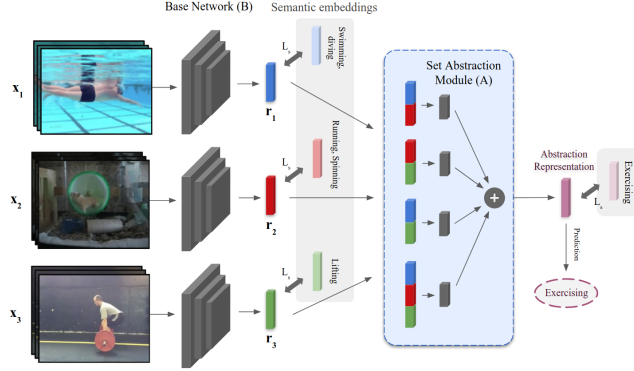 Base Network (B)
Semantic embeddings
x1
r1
Ls
Swimming,
diving
x2
r2
Ls
Running, Spinning
x3
r3
Ls
Lifting
Set Abstraction
Module (A)
+
Abstraction
Representation
Ls
Exercising
Prediction
Exercising